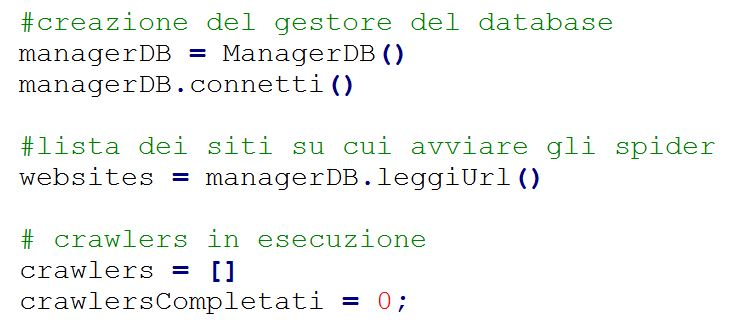 #creazione del gestore del database
managerDB = ManagerDB()
managerDB.connetti()
#lista dei siti su cui avviare gli spider
websites = managerDB.leggiUrl()
# crawlers in esecuzione
crawlers = []
crawlersCompletati = 0;